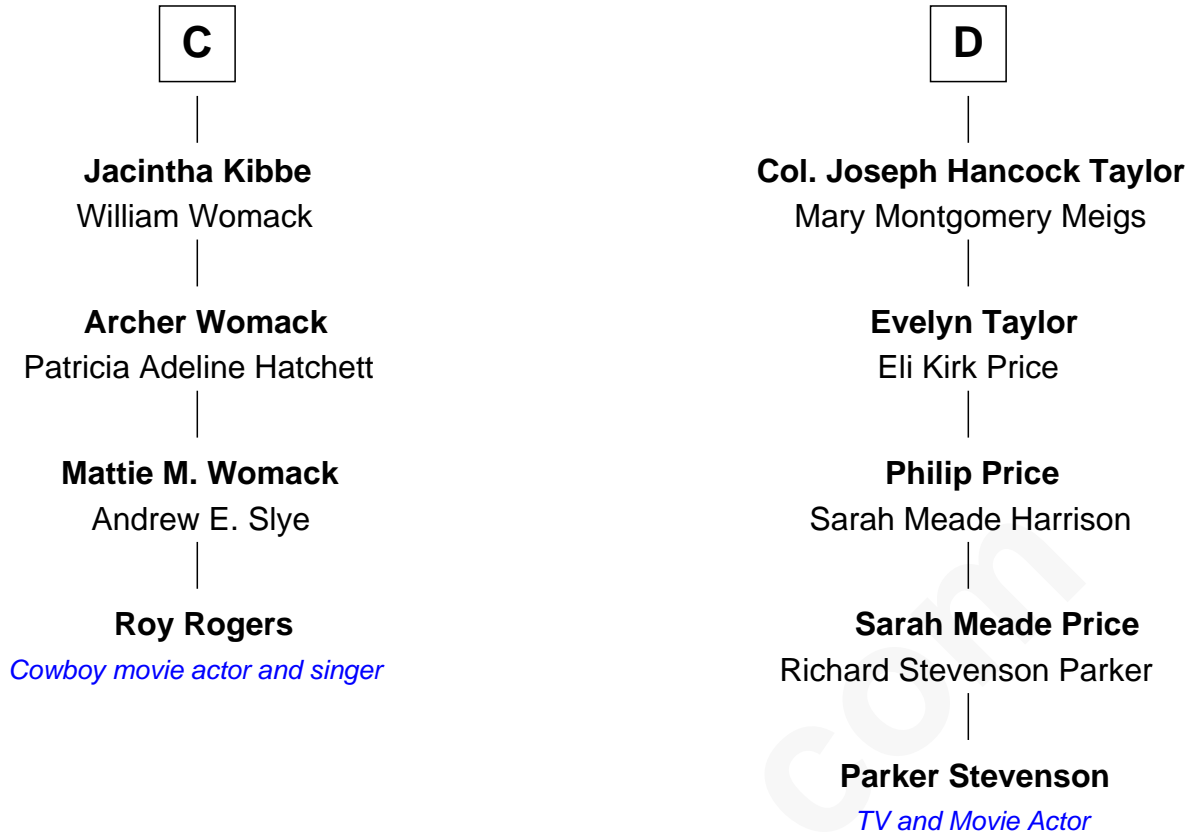 C
Jacintha Kibbe
William Womack
Archer Womack
Patricia Adeline Hatchett
Mattie M. Womack
Andrew E. Slye
Roy Rogers
Cowboy movie actor and singer
D
Col. Joseph Hancock Taylor
Mary Montgomery Meigs
Evelyn Taylor
Eli Kirk Price
Philip Price
Sarah Meade Harrison
Sarah Meade Price
Richard Stevenson Parker
Parker Stevenson
TV and Movie Actor
com